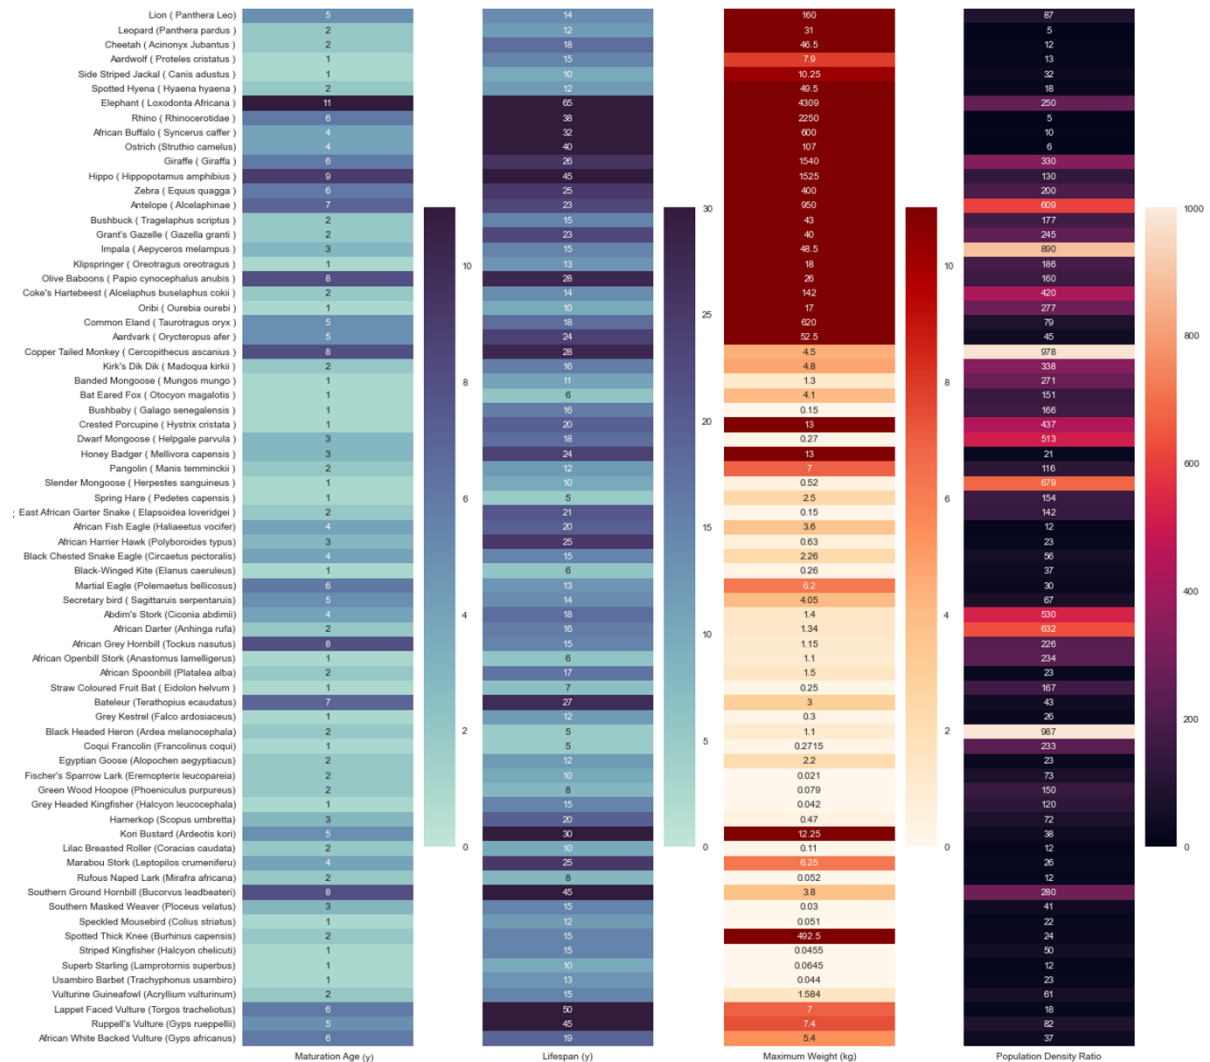 Lion ( Panthera Leo) 5 14 160 87
Leopard (Panthera pardus ) 2 12 31 5
Cheetah ( Acinonyx Jubantus ) 2 18 46.5 12
Aardwolf ( Proteles cristatus ) 1 15 7.9 13
Side Striped Jackal ( Canis adustus ) 1 10 10.25 32
Spotted Hyena ( Hyaena hyaena ) 2 12 49.5 18
Elephant ( Loxodonta Africana ) 11 65 4309 250
Rhino ( Rhinocerotidae ) 6 38 2250 5
African Buffalo ( Syncerus caffer ) 4 32 600 10
Ostrich (Struthio camelus) 4 40 107 6
Giraffe ( Giraffa ) 6 26 1540 330
Hippo ( Hippopotamus amphibius ) 9 45 1525 130
Zebra ( Equus quagga ) 6 25 400 200
Antelope ( Alcelaphinae ) 7 23 950 609
30 1000
Bushbuck ( Tragelaphus scriptus ) 2 15 43 177
Grant's Gazelle ( Gazella granti ) 2 23 40 245
Impala ( Aepyceros melampus ) 3 15 48.5 890
Klipspringer ( Oreotragus oreotragus ) 1 13 18 186
10 10
Olive Baboons ( Papio cynocephalus anubis ) 8 28 26 160
Coke's Hartebeest ( Alcelaphus buselaphus cokii ) 2 14 142 420
Oribi ( Ourebia ourebi ) 1 10 17 277
25
Common Eland ( Taurotragus oryx ) 5 18 620 79
Aardvark ( Orycteropus afer ) 5 24 52.5 45
800
Copper Tailed Monkey ( Cercopithecus ascanius ) 8 28 4.5 978
Kirk's Dik Dik ( Madoqua kirkii ) 2 16 4.8 338
Banded Mongoose ( Mungos mungo ) 1 11 1.3 271
8 8
Bat Eared Fox ( Otocyon magalotis ) 1 6 4.1 151
Bushbaby ( Galago senegalensis ) 1 16 0.15 166
20
Crested Porcupine ( Hystrix cristata ) 1 20 13 437
Dwarf Mongoose ( Helpgale parvula ) 3 18 0.27 513
Honey Badger ( Mellivora capensis ) 3 24 13 21
600
Pangolin ( Manis temminckii ) 2 12 7 116
Slender Mongoose ( Herpestes sanguineus ) 1 10 0.52 679
Spring Hare ( Pedetes capensis ) 1 5 2.5 154
6 6
; East African Garter Snake ( Elapsoidea loveridgei ) 2 21 0.15 142
African Fish Eagle (Haliaeetus vocifer) 4 20 3.6 12
15
African Harrier Hawk (Polyboroides typus) 3 25 0.63 23
Black Chested Snake Eagle (Circaetus pectoralis) 4 15 2.26 56
Black-Winged Kite (Elanus caeruleus) 1 6 0.26 37
Martial Eagle (Polemaetus bellicosus) 6 13 6.2 30
400
Secretary bird ( Sagittaruis serpentaruis) 5 14 4.05 67
Abdim's Stork (Ciconia abdimii) 4 18 1.4 530
4 4
African Darter (Anhinga rufa) 2 16 1.34 632
10
African Grey Hornbill (Tockus nasutus) 8 15 1.15 226
African Openbill Stork (Anastomus lamelligerus) 1 6 1.1 234
African Spoonbill (Platalea alba) 2 17 1.5 23
Straw Coloured Fruit Bat ( Eidolon helvum ) 1 7 0.25 167
Bateleur (Terathopius ecaudatus) 7 27 3 43
Grey Kestrel (Falco ardosiaceus) 1 12 0.3 26
200
Black Headed Heron (Ardea melanocephala) 2 5 1.1 987
2 5 2
Coqui Francolin (Francolinus coqui) 1 5 0.2715 233
Egyptian Goose (Alopochen aegyptiacus) 2 12 2.2 23
Fischer's Sparrow Lark (Eremopterix leucopareia) 2 10 0.021 73
Green Wood Hoopoe (Phoeniculus purpureus) 2 8 0.079 150
Grey Headed Kingfisher (Halcyon leucocephala) 1 15 0.042 120
Hamerkop (Scopus umbretta) 3 20 0.47 72
Kori Bustard (Ardeotis kori) 5 30 12.25 38
Lilac Breasted Roller (Coracias caudata) 2 10 0.11 12
0 0 0 0
Marabou Stork (Leptopilos crumeniferu) 4 25 6.25 26
Rufous Naped Lark (Mirafra africana) 2 8 0.052 12
Southern Ground Hornbill (Bucorvus leadbeateri) 8 45 3.8 280
Southern Masked Weaver (Ploceus velatus) 3 15 0.03 41
Speckled Mousebird (Colius striatus) 1 12 0.051 22
Spotted Thick Knee (Burhinus capensis) 2 15 492.5 24
Striped Kingfisher (Halcyon chelicuti) 1 15 0.0455 50
Superb Starling (Lamprotornis superbus) 1 10 0.0645 12
Usambiro Barbet (Trachyphonus usambiro) 1 13 0.044 23
Vulturine Guineafowl (Acryllium vulturinum) 2 15 1.584 61
Lappet Faced Vulture (Torgos tracheliotus) 6 50 7 18
Ruppell's Vulture (Gyps rueppellii) 5 45 7.4 82
African White Backed Vulture (Gyps africanus) 6 19 5.4 37
Maturation Age (y) Lifespan (y) Maximum Weight (kg) Population Density Ratio